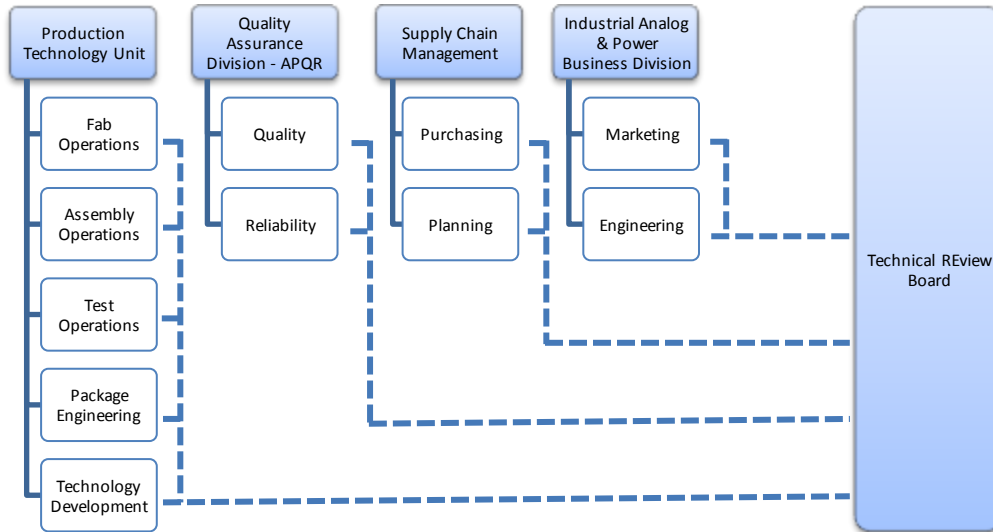 Production
Technology Unit
Quality
Assurance
Division - APQR
Supply Chain
Management
Industrial Analog
& Power
Business Division
Fab
Operations
Assembly
Operations
Test
Operations
Package
Engineering
Technology
Development
Quality
Reliability
Purchasing
Planning
Marketing
Engineering
Technical REview
Board